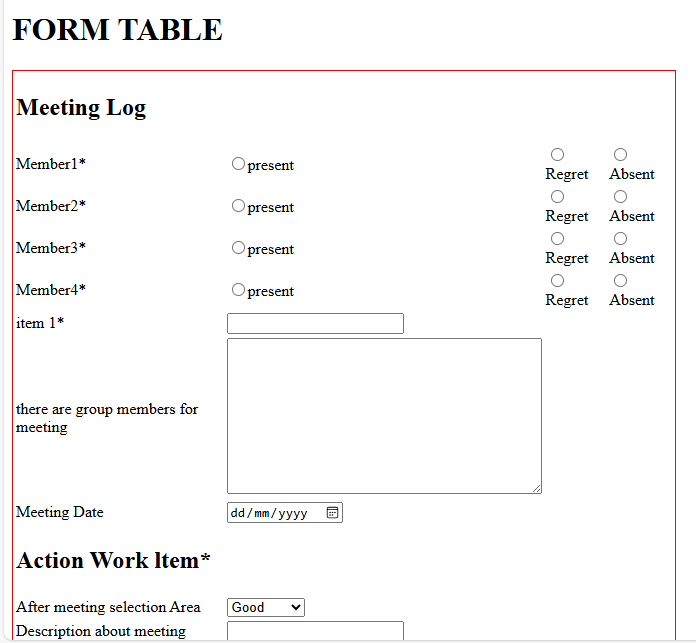 FORM TABLE
Meeting Log
Member1* present Regret Absent
Member2* present Regret Absent
Member3* present Regret Absent
Member4* present Regret Absent
item 1*
there are group members for
meeting
Meeting Date dd/mm/yyyy
Action Work ltem*
After meeting selection Area Good
Description about meeting